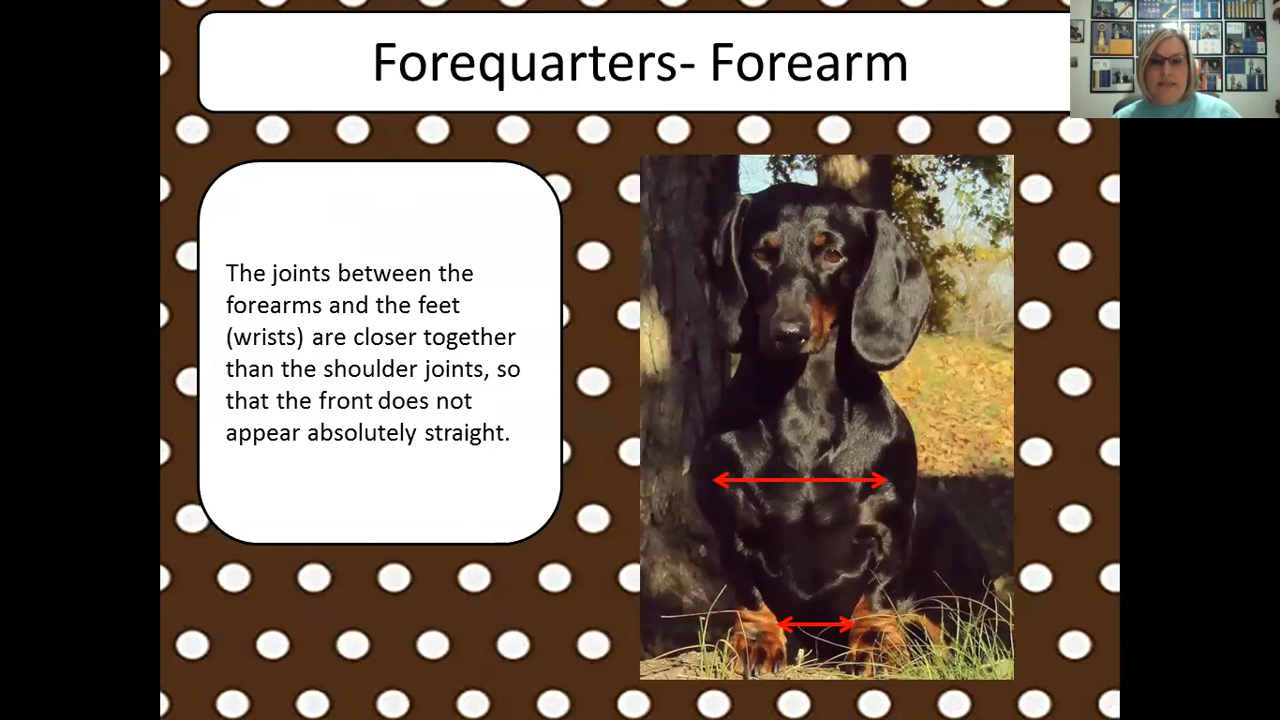 Forequarters- Forearm
The joints between the
forearms and the feet
(wrists) are closer together
than the shoulder joints, so
that the front does not
appear absolutely straight.